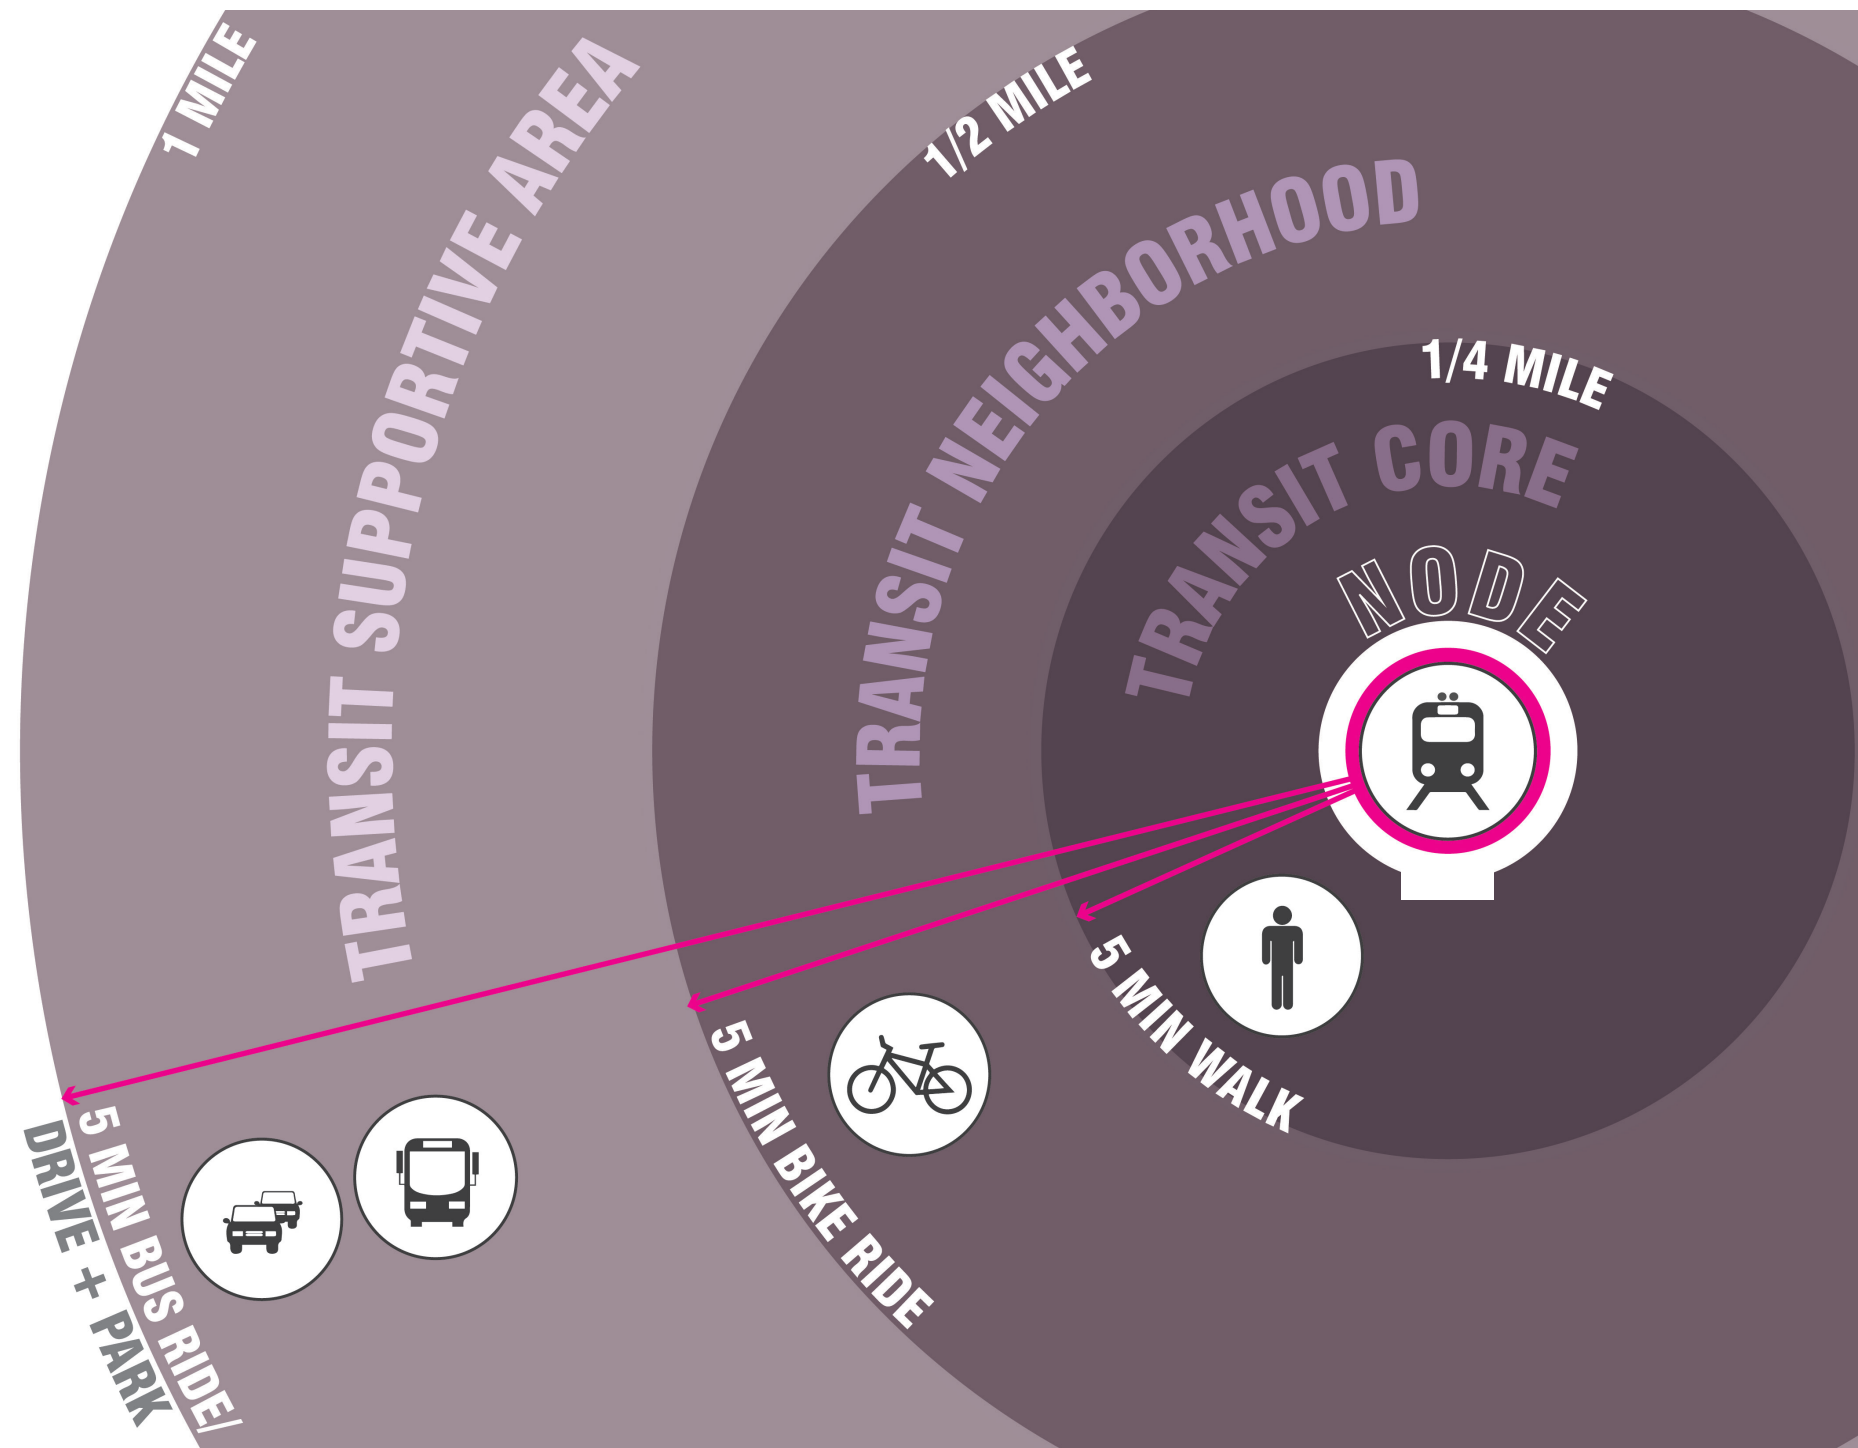 1 MILE
TRANSIT SUPPORTIVE AREA
1/2 MILE
TRANSIT NEIGHBORHOOD
1/4 MILE
TRANSIT CORE
NODE
5 MIN WALK
5 MIN BIKE RIDE
5 MIN BUS RIDE/
DRIVE + PARK